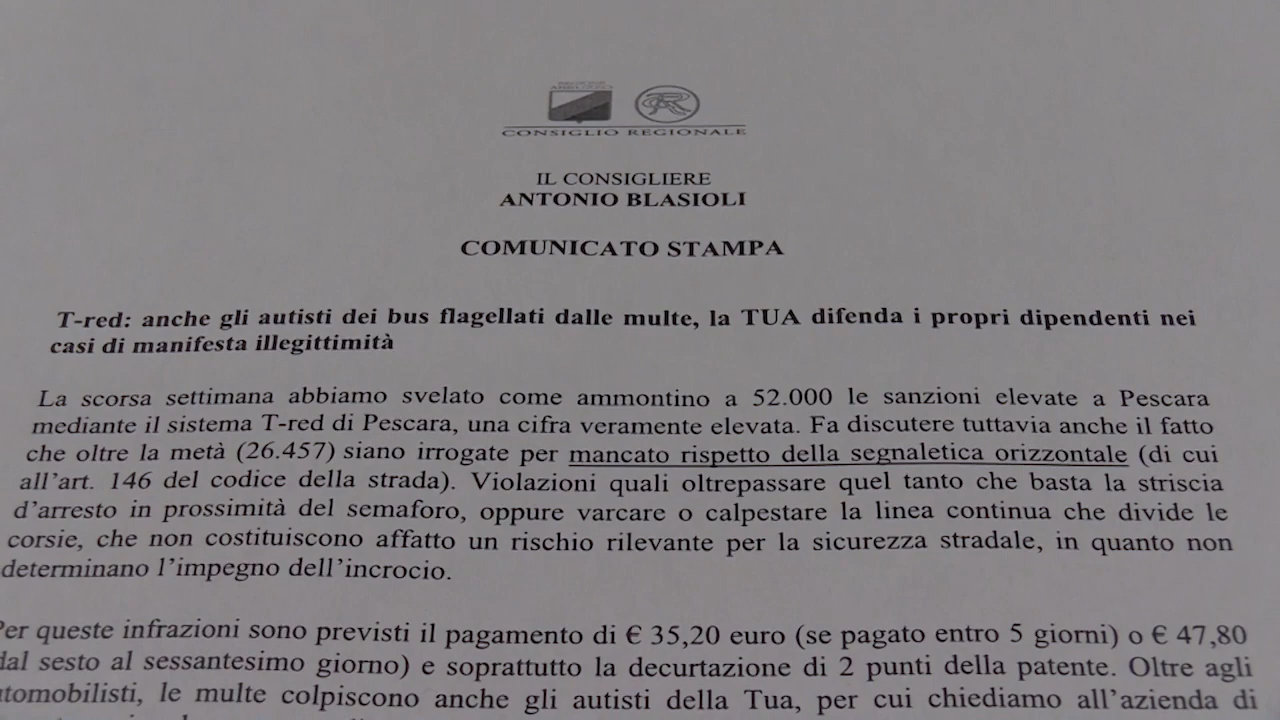 CONSIGLIO REGIONALE
IL CONSIGLIERE
ANTONIO BLASIOLI
COMUNICATO STAMPA
T-red: anche gli autisti dei bus flagellati dalle multe, la TUA difenda i propri dipendenti nei
casi di manifesta illegittimità
La scorsa settimana abbiamo svelato come ammontino a 52.000 le sanzioni elevate a Pescara
mediante il sistema T-red di Pescara, una cifra veramente elevata. Fa discutere tuttavia anche il fatto
che oltre la metà (26.457) siano irrogate per mancato rispetto della segnaletica orizzontale (di cui
all'art. 146 del codice della strada). Violazioni quali oltrepassare quel tanto che basta la striscia
d'arresto in prossimità del semaforo, oppure varcare o calpestare la linea continua che divide le
corsie, che non costituiscono affatto un rischio rilevante per la sicurezza stradale, in quanto non
determinano l'impegno dell'incrocio.
Per queste infrazioni sono previsti il pagamento di € 35,20 euro (se pagato entro 5 giorni) o € 47,80
dal sesto al sessantesimo giorno) e soprattutto la decurtazione di 2 punti della patente. Oltre agli
tomobilisti, le multe colpiscono anche gli autisti della Tua, per cui chiediamo all'azienda di